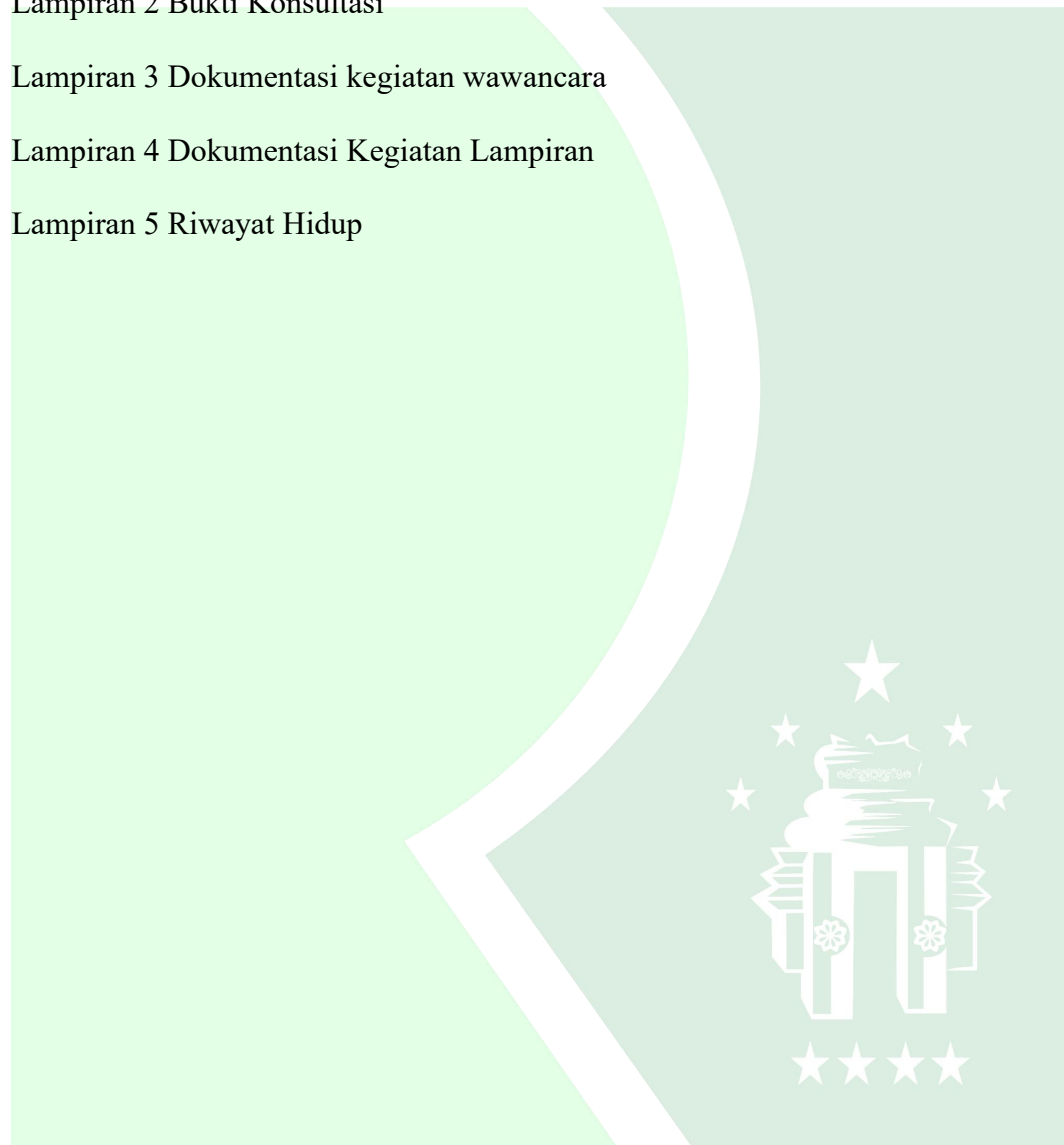 Lampiran 2 Bukti Konsultasi
Lampiran 3 Dokumentasi kegiatan wawancara
Lampiran 4 Dokumentasi Kegiatan Lampiran
Lampiran 5 Riwayat Hidup